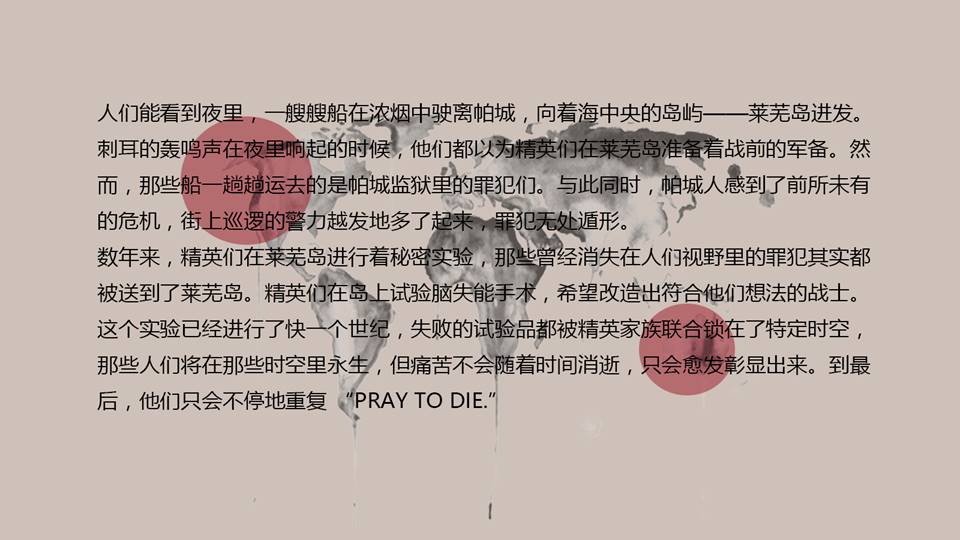 人们能看到夜里，一艘艘船在浓烟中驶离帕城，向着海中央的岛屿——莱芜岛进发。
刺耳的轰鸣声在夜里响起的时候，他们都以为精英们在莱芜岛准备着战前的军备。然
而，那些船一趟趟运去的是帕城监狱里的罪犯们。与此同时，帕城人感到了前所未有
的危机，街上巡逻的警力越发地多了起来，罪犯无处遁形。
数年来，精英们在莱芜岛进行着秘密实验，那些曾经消失在人们视野里的罪犯其实都
被送到了莱芜岛。精英们在岛上试验脑失能手术，希望改造出符合他们想法的战士。
这个实验已经进行了快一个世纪，失败的试验品都被精英家族联合锁在了特定时空，
那些人们将在那些时空里永生，但痛苦不会随着时间消逝，只会愈发彰显出来。到最
后，他们只会不停地重复 “PRAY TO DIE.”